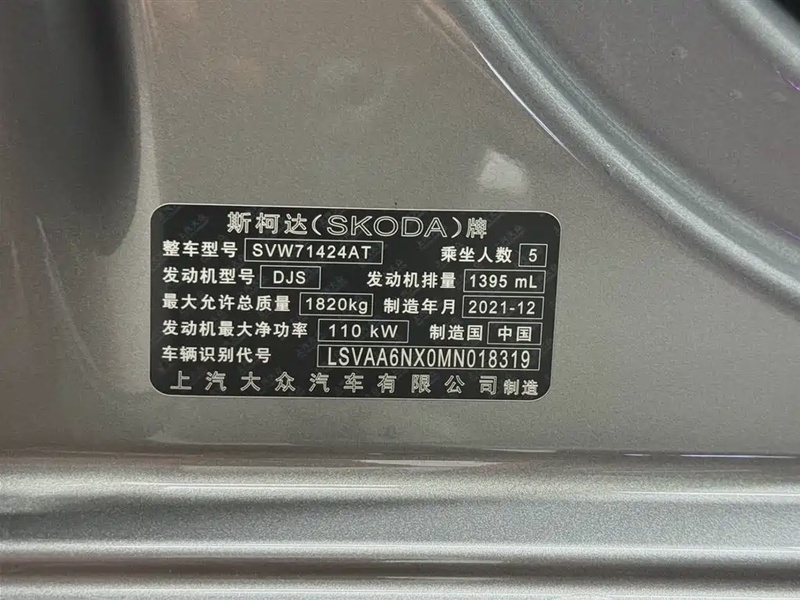 斯柯达(SKODA)牌
整车型号 SVW71424AT 乘坐人数 5
发动机型号 DJS 发动机排量 1395 mL
最大允许总质量 1820kg 制造年月 2021-12
发动机最大净功率 110 kW 制造国 中国
车辆识别代号 LSVAA6NX0MN018319
上汽大众汽车有限公司制造